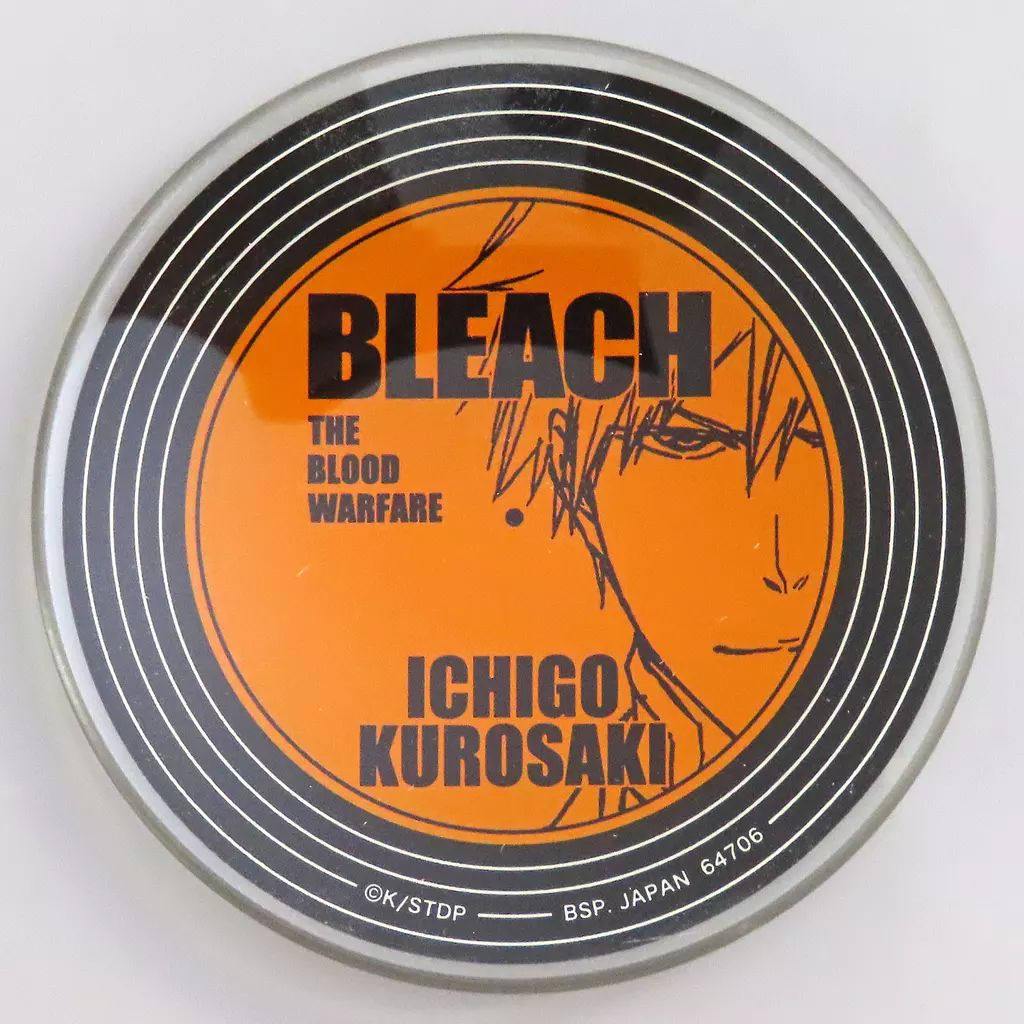 BLEACH
THE
BLOOD
WARFARE
ICHIGO
KUROSAKI
©K/STDP
BSP. JAPAN 64706